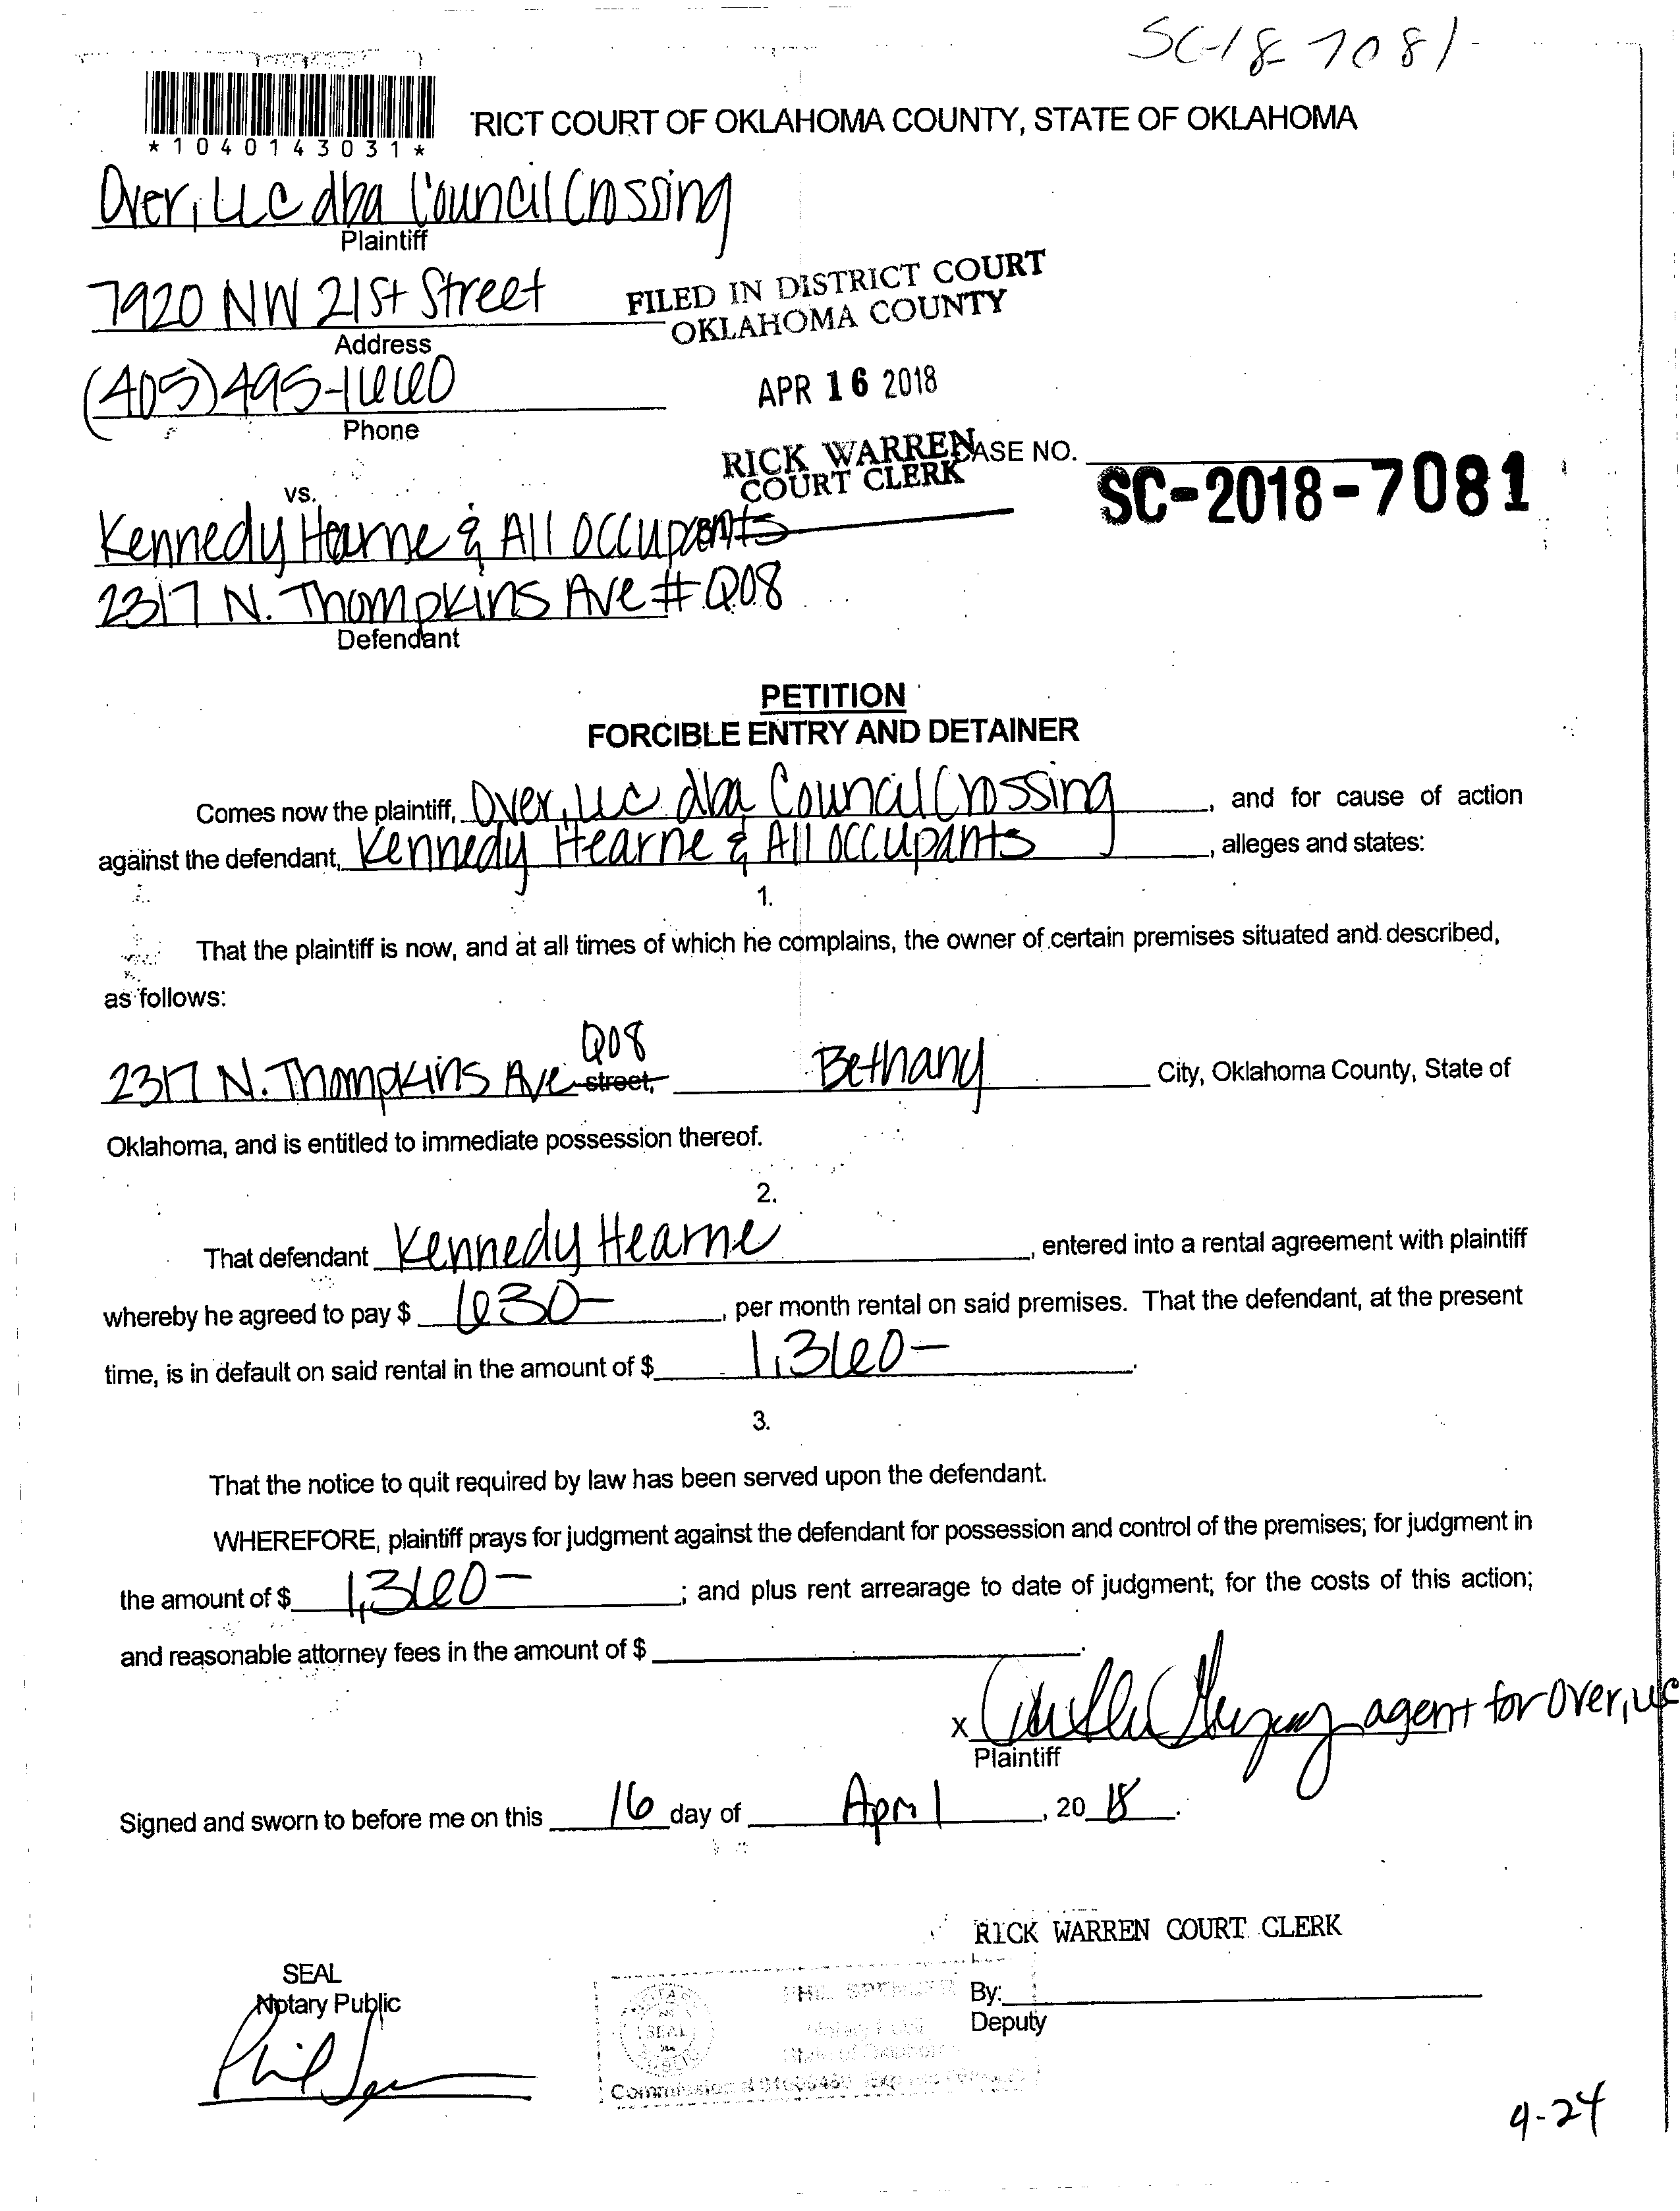 SC-18-7081-
*1040143031*
RICT COURT OF OKLAHOMA COUNTY, STATE OF OKLAHOMA
Over, LLC dba Council Crossing
Plaintiff
7920 NW 21st Street
Address
FILED IN DISTRICT COURT
OKLAHOMA COUNTY
(405) 495-1660
Phone
APR 16 2018
RICK WARREN
COURT CLERK
ASE NO.
SC-2018-7081
vs.
Kennedy Hearne & All Occupants
2317 N. Thompkins Ave # Q08
Defendant
PETITION
FORCIBLE ENTRY AND DETAINER
Comes now the plaintiff, Over, LLC dba Council Crossing, and for cause of action
against the defendant, Kennedy Hearne & All Occupants, alleges and states:
1.
That the plaintiff is now, and at all times of which he complains, the owner of certain premises situated and described,
as follows:
Q08
2317 N. Thompkins Ave street, Bethany City, Oklahoma County, State of
Oklahoma, and is entitled to immediate possession thereof.
2.
That defendant Kennedy Hearne, entered into a rental agreement with plaintiff
whereby he agreed to pay $ 630-, per month rental on said premises. That the defendant, at the present
time, is in default on said rental in the amount of $ 1,360-.
3.
That the notice to quit required by law has been served upon the defendant.
WHEREFORE, plaintiff prays for judgment against the defendant for possession and control of the premises; for judgment in
the amount of $ 1,360-; and plus rent arrearage to date of judgment; for the costs of this action;
and reasonable attorney fees in the amount of $ .
x agent for Over, LLC
Plaintiff
Signed and sworn to before me on this 16 day of April, 2018.
RICK WARREN COURT CLERK
SEAL
Notary Public
By:
Deputy
SEAL
Commission # Exp
4-24